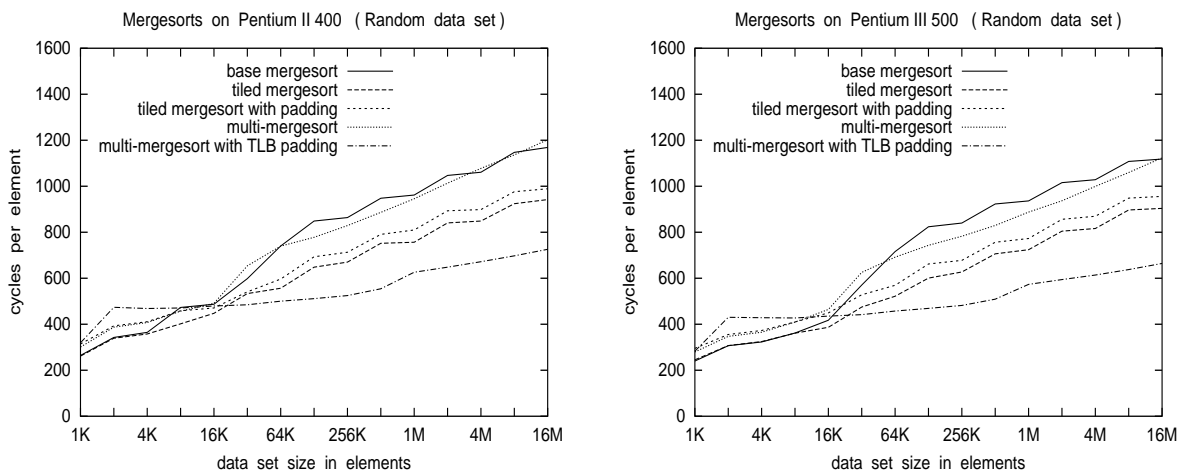 Mergesorts on Pentium II 400 ( Random data set )
1600
1400
1200
1000
800
600
400
200
0
cycles per element
base mergesort
tiled mergesort
tiled mergesort with padding
multi-mergesort
multi-mergesort with TLB padding
1K 4K 16K 64K 256K 1M 4M 16M
data set size in elements
Mergesorts on Pentium III 500 ( Random data set )
1600
1400
1200
1000
800
600
400
200
0
cycles per element
base mergesort
tiled mergesort
tiled mergesort with padding
multi-mergesort
multi-mergesort with TLB padding
1K 4K 16K 64K 256K 1M 4M 16M
data set size in elements